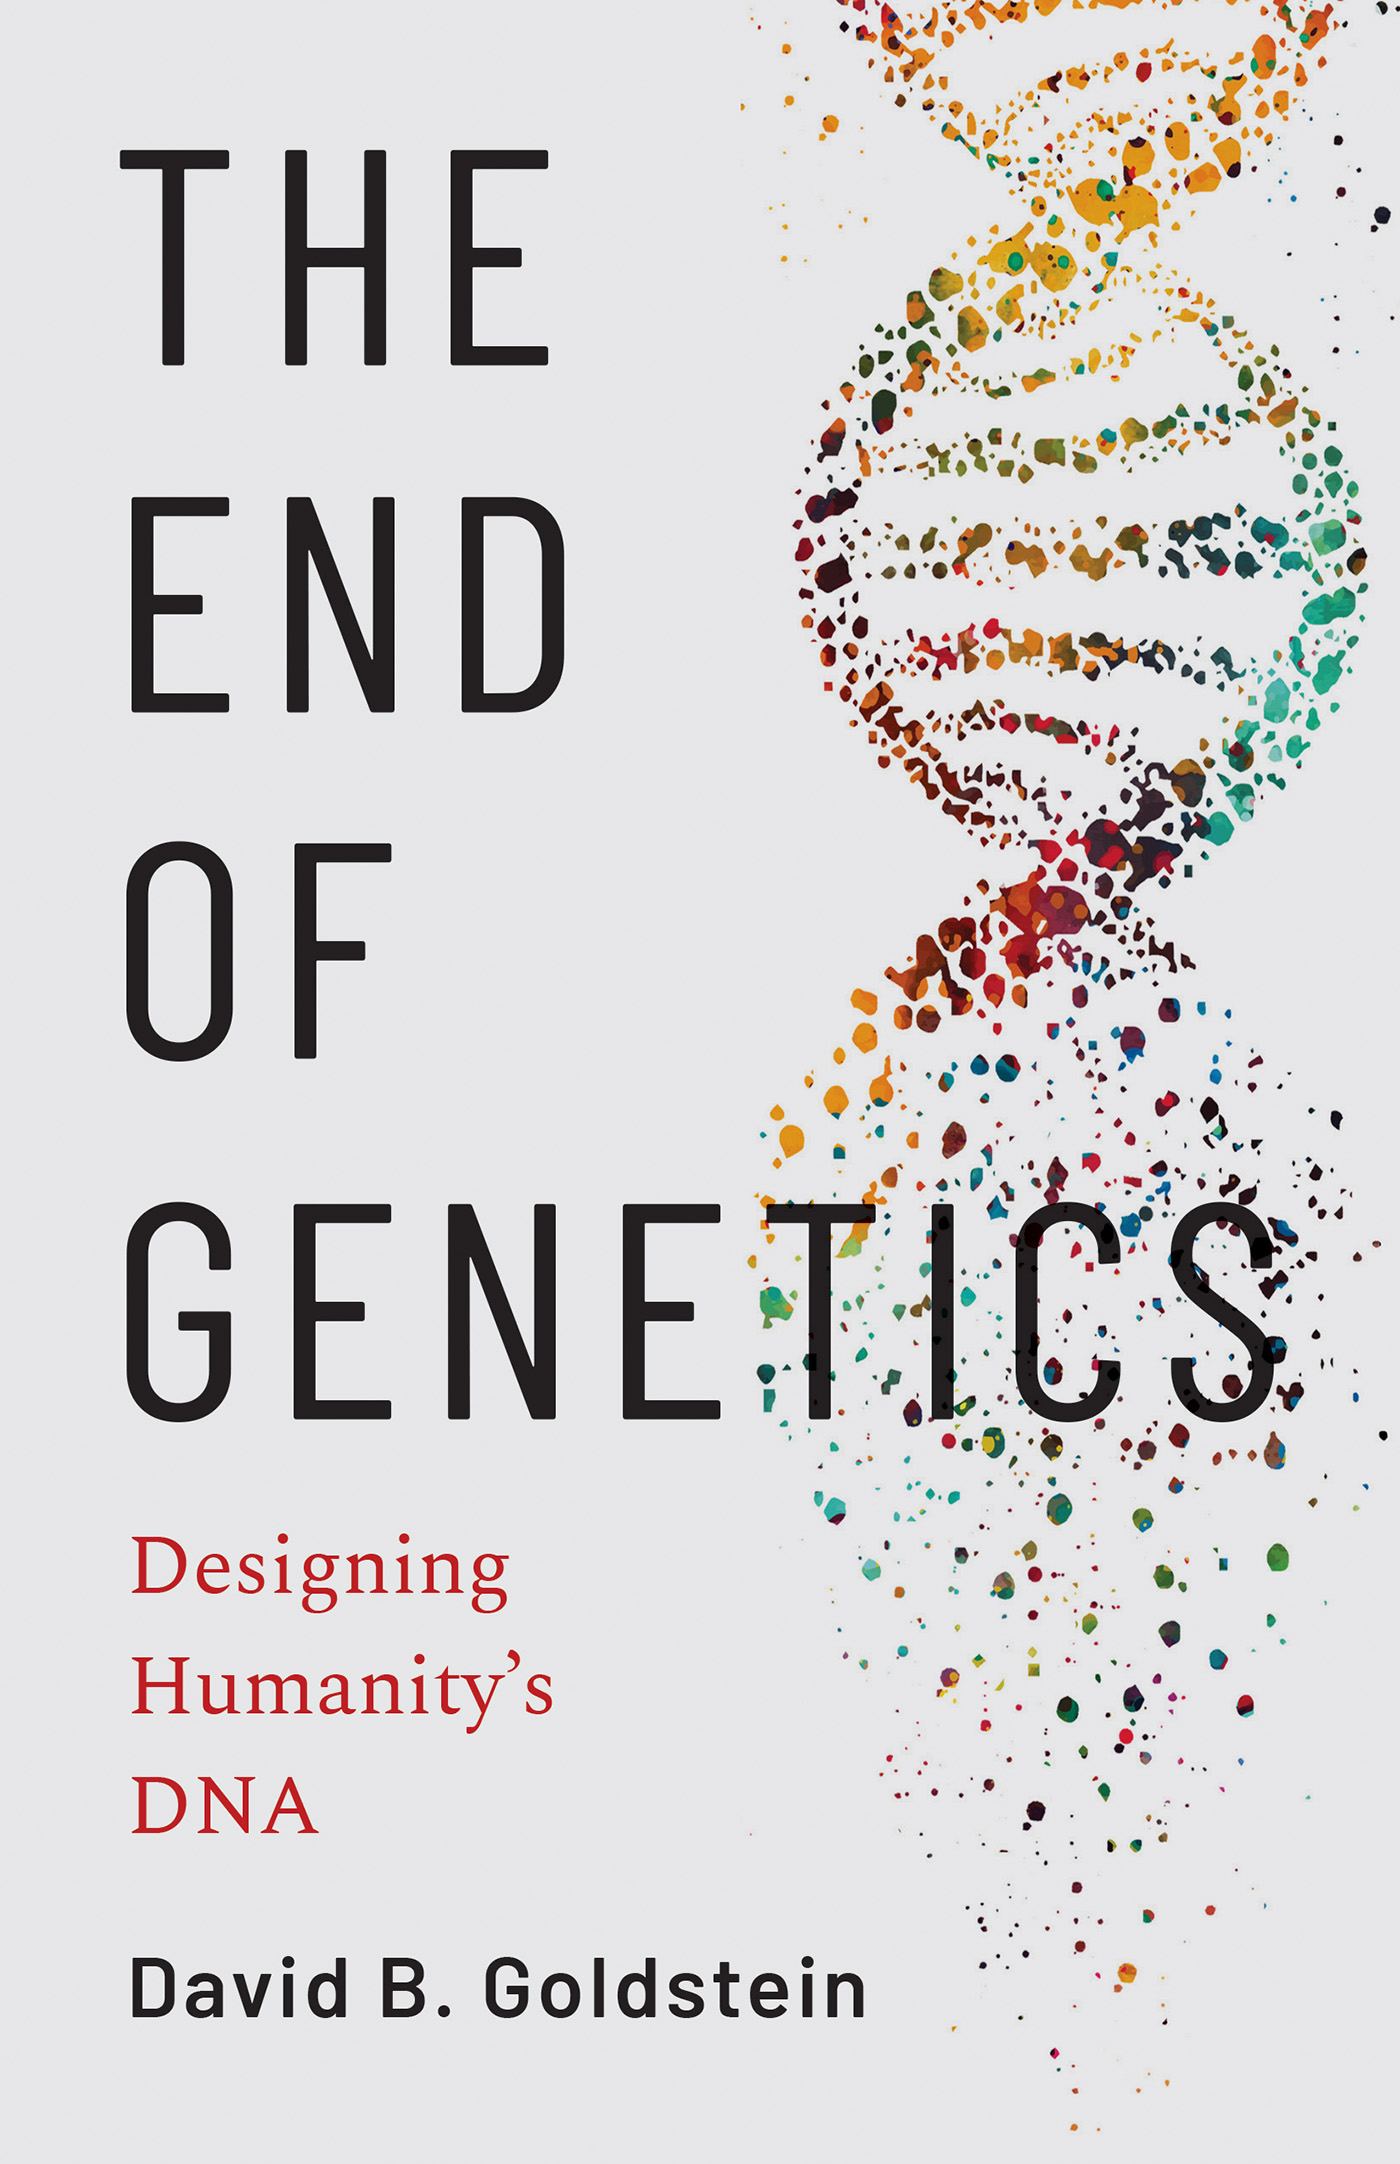 THE
END
OF
GENETICS
Designing
Humanity’s
DNA
David B. Goldstein